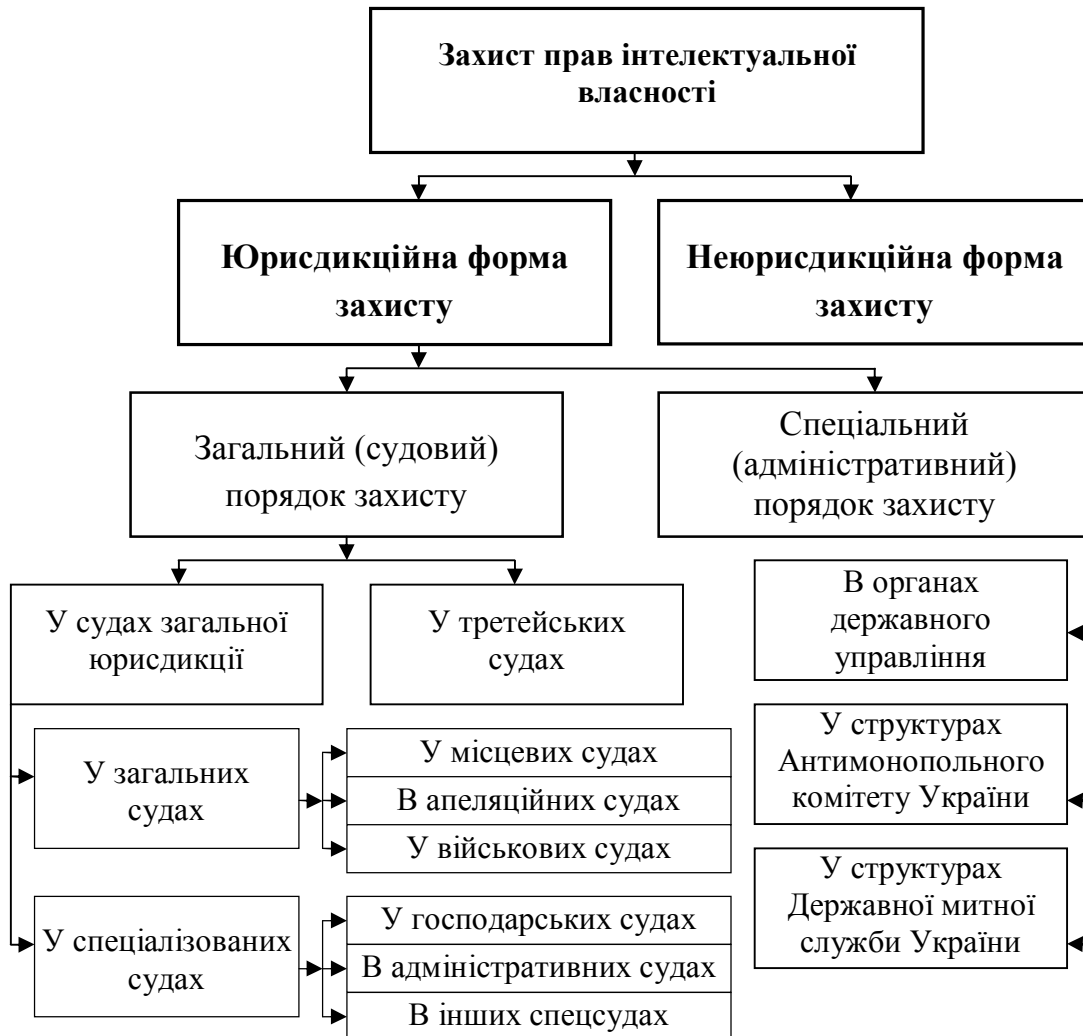 Захист прав інтелектуальної
власності
Юрисдикційна форма
захисту
Неюрисдикційна форма
захисту
Загальний (судовий)
порядок захисту
Спеціальний
(адміністративний)
порядок захисту
У судах загальної
юрисдикції
У третейських
судах
В органах
державного
управління
У загальних
судах
У місцевих судах
В апеляційних судах
У військових судах
У структурах
Антимонопольного
комітету України
У спеціалізованих
судах
У господарських судах
В адміністративних судах
В інших спецсудах
У структурах
Державної митної
служби України